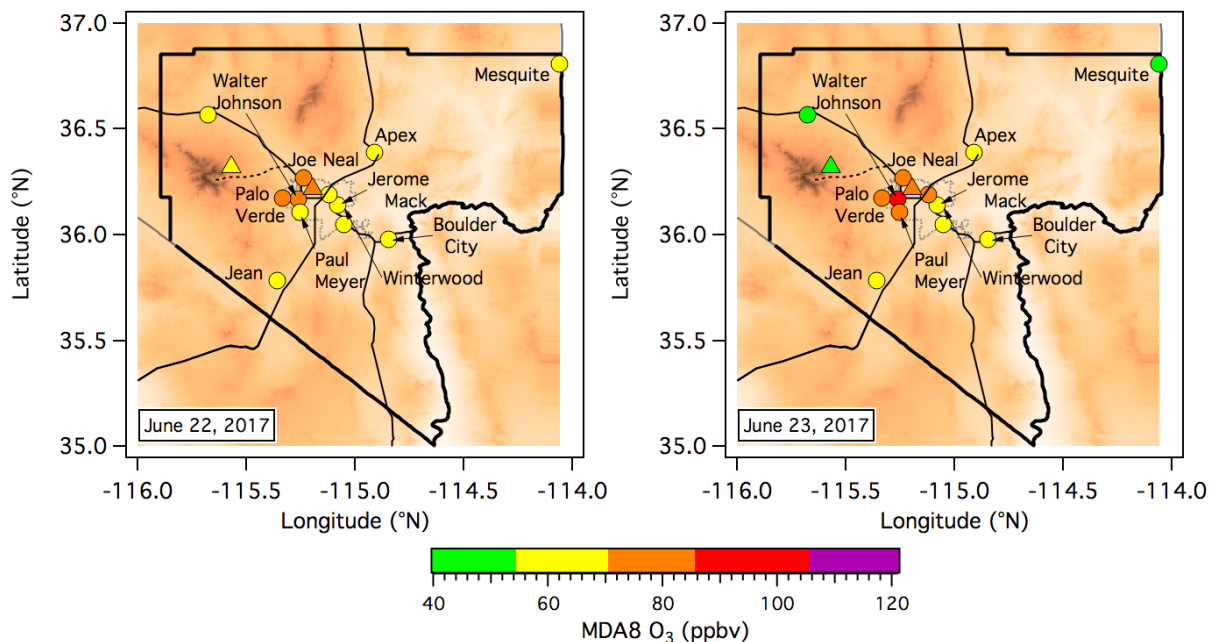 37.0
36.5
36.0
35.5
35.0
Latitude (°N)
Walter
Johnson
Mesquite
Apex
Joe Neal
Palo
Verde
Jerome
Mack
Boulder
City
Jean
Paul
Meyer
Winterwood
June 22, 2017
-116.0 -115.5 -115.0 -114.5 -114.0
Longitude (°N)
37.0
36.5
36.0
35.5
35.0
Latitude (°N)
Walter
Johnson
Mesquite
Apex
Joe Neal
Palo
Verde
Jerome
Mack
Boulder
City
Jean
Paul
Meyer
Winterwood
June 23, 2017
-116.0 -115.5 -115.0 -114.5 -114.0
Longitude (°N)
40 60 80 100 120
MDA8 O₃ (ppbv)